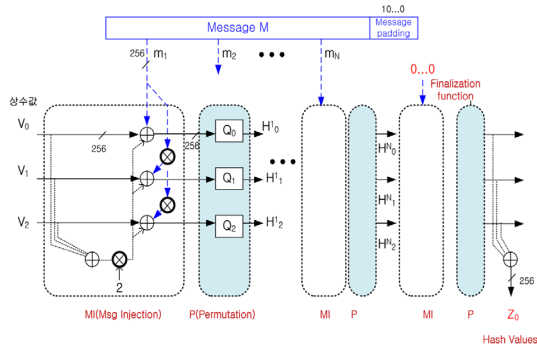 10...0
Message M
Message
padding
256
m1
m2
●●●
mN
0...0
Finalization
function
상수값
V0
256
256
Q0
H¹0
●●●
HN0
V1
Q1
H¹1
HN1
V2
Q2
H¹2
HN2
2
256
MI(Msg Injection)
P(Permutation)
MI
P
MI
P
Z0
Hash Values